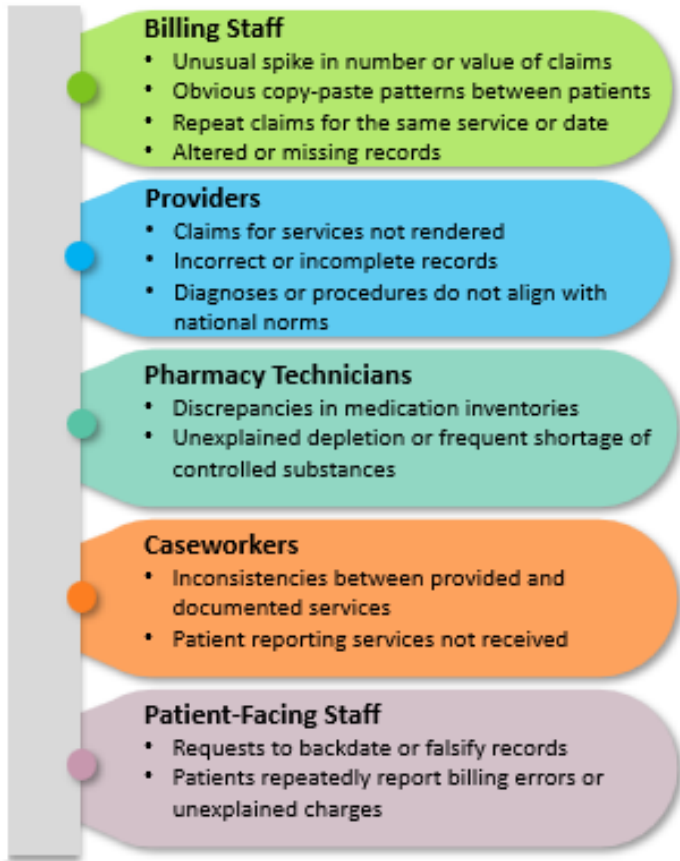 Billing Staff
• Unusual spike in number or value of claims
• Obvious copy-paste patterns between patients
• Repeat claims for the same service or date
• Altered or missing records
Providers
• Claims for services not rendered
• Incorrect or incomplete records
• Diagnoses or procedures do not align with
national norms
Pharmacy Technicians
• Discrepancies in medication inventories
• Unexplained depletion or frequent shortage of
controlled substances
Caseworkers
• Inconsistencies between provided and
documented services
• Patient reporting services not received
Patient-Facing Staff
• Requests to backdate or falsify records
• Patients repeatedly report billing errors or
unexplained charges